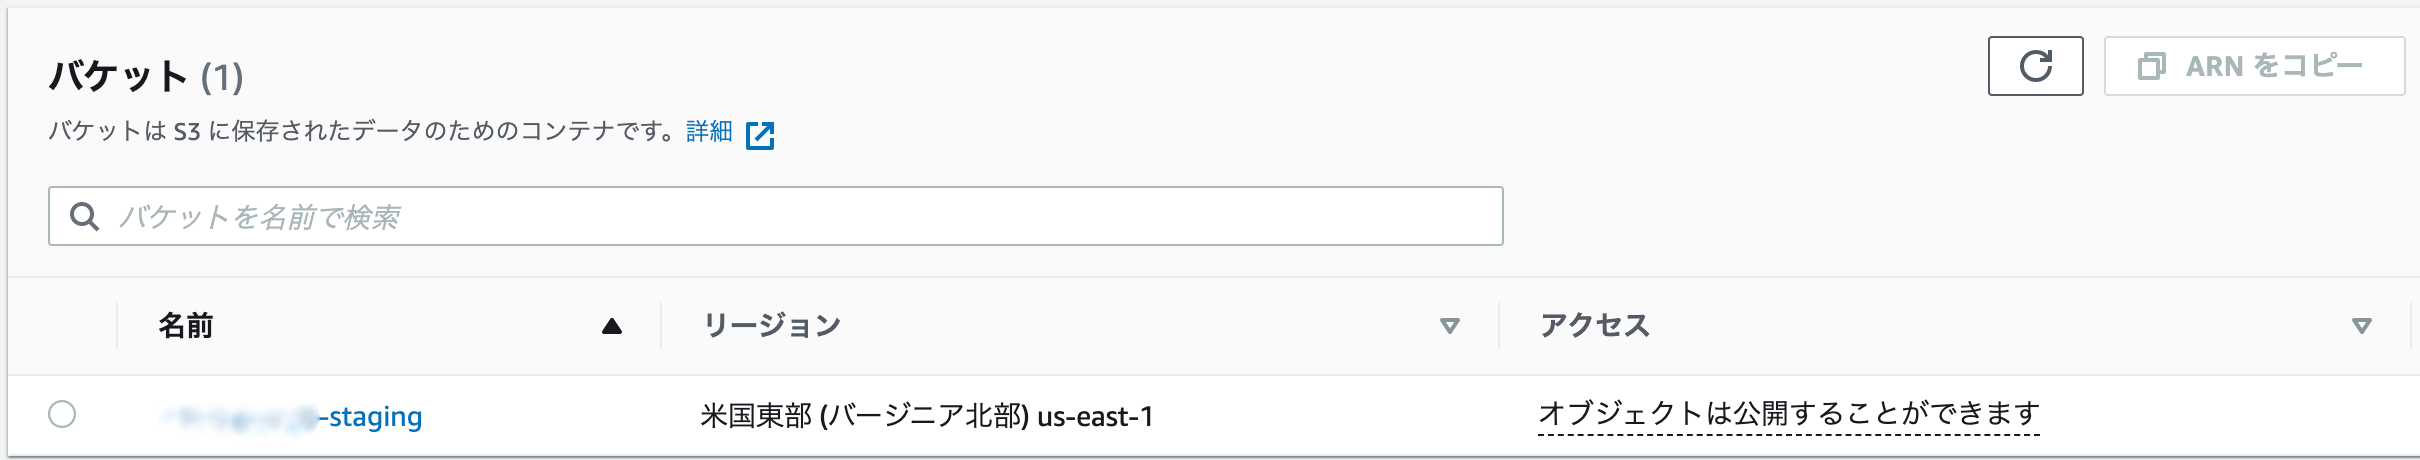 バケット (1)
ARN をコピー
バケットは S3 に保存されたデータのためのコンテナです。詳細
バケットを名前で検索
名前 リージョン アクセス
-staging 米国東部 (バージニア北部) us-east-1 オブジェクトは公開することができます